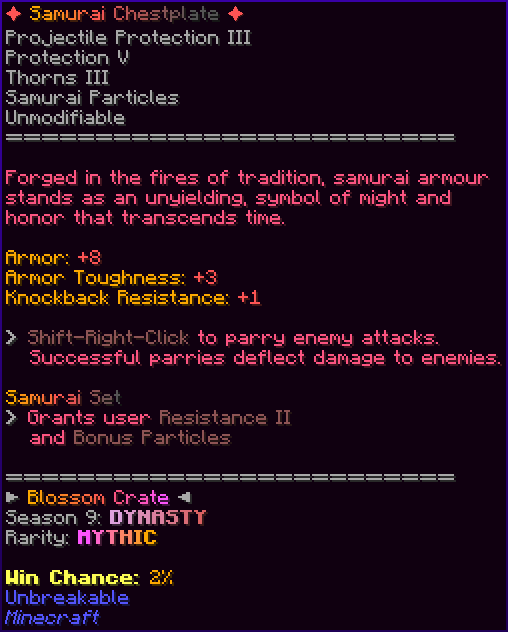 ✦ Samurai Chestplate ✦
Projectile Protection III
Protection V
Thorns III
Samurai Particles
Unmodifiable
============================
Forged in the fires of tradition, samurai armour
stands as an unyielding, symbol of might and
honor that transcends time.
Armor: +8
Armor Toughness: +3
Knockback Resistance: +1
> Shift-Right-Click to parry enemy attacks.
Successful parries deflect damage to enemies.
Samurai Set
> Grants user Resistance II
and Bonus Particles
============================
► Blossom Crate ◄
Season 9: DYNASTY
Rarity: MYTHIC
Win Chance: 2%
Unbreakable
Minecraft